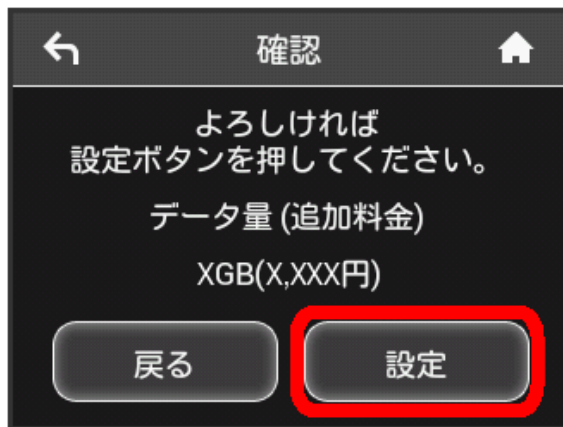 確認
よろしければ
設定ボタンを押してください。
データ量 (追加料金)
XGB(X,XXX円)
戻る
設定